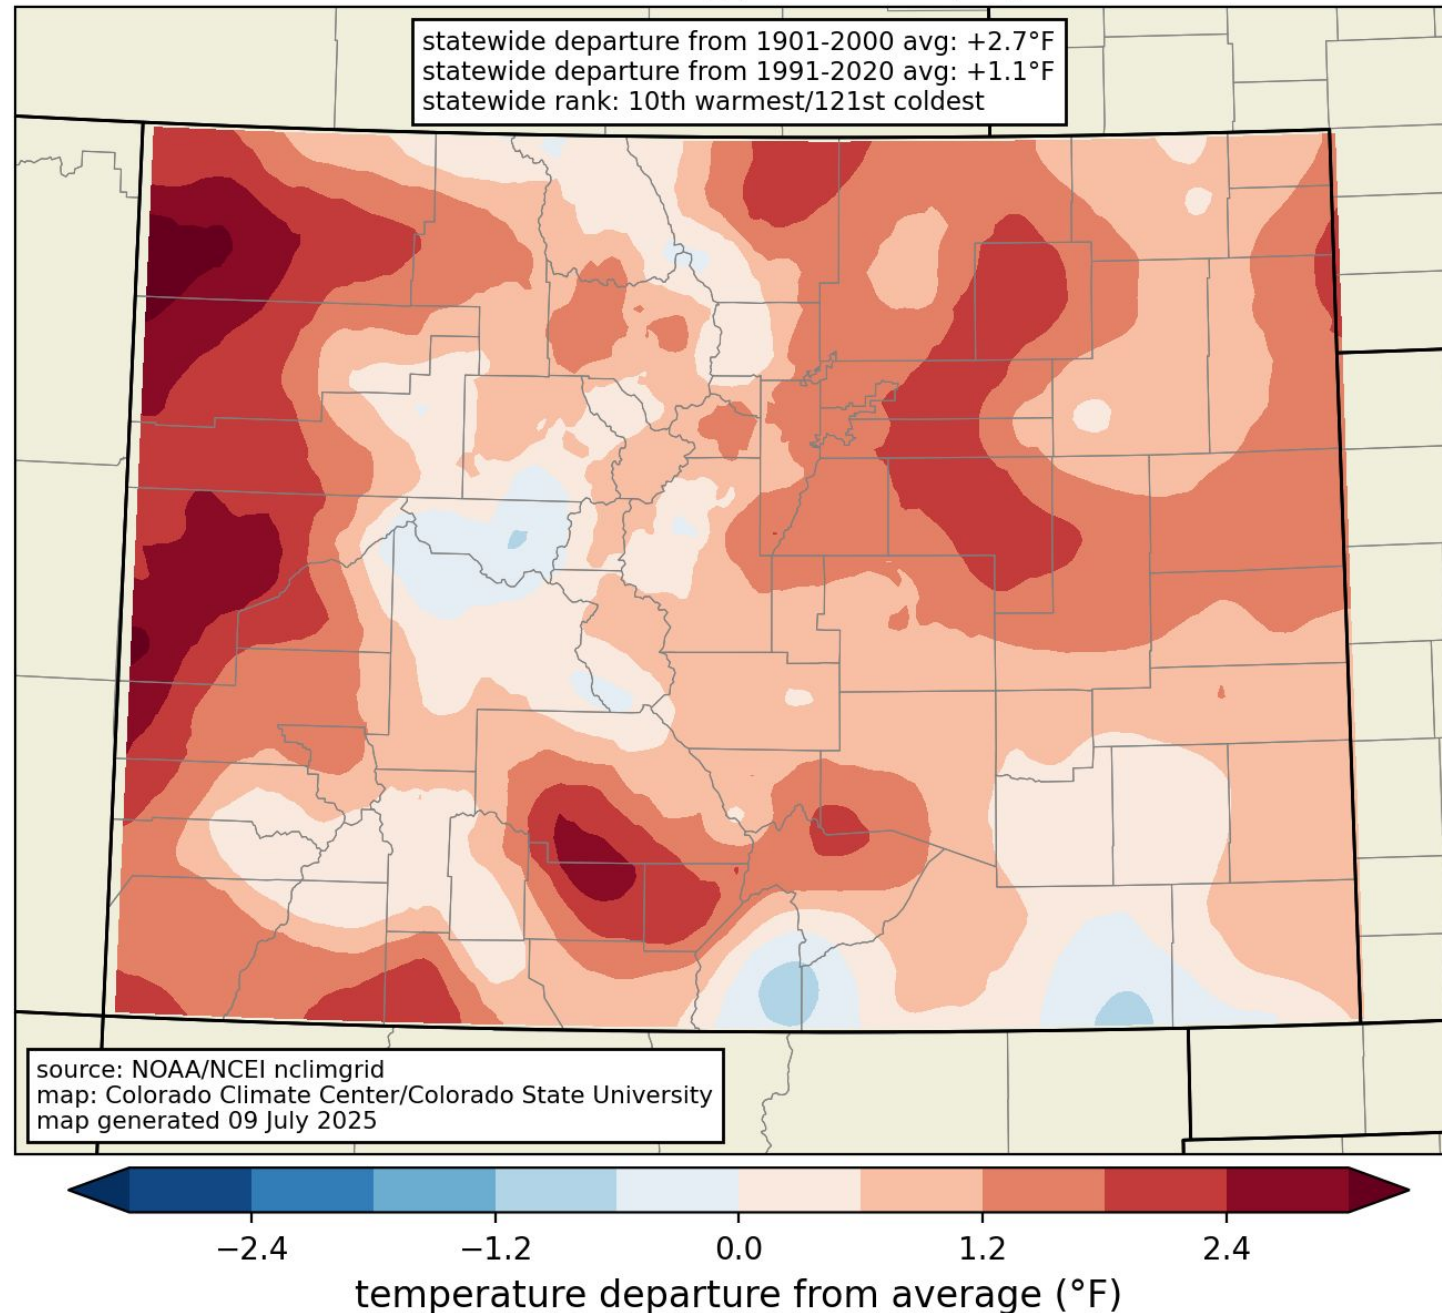 statewide departure from 1901-2000 avg: +2.7°F
statewide departure from 1991-2020 avg: +1.1°F
statewide rank: 10th warmest/121st coldest
source: NOAA/NCEI nclimgrid
map: Colorado Climate Center/Colorado State University
map generated 09 July 2025
−2.4 −1.2 0.0 1.2 2.4
temperature departure from average (°F)